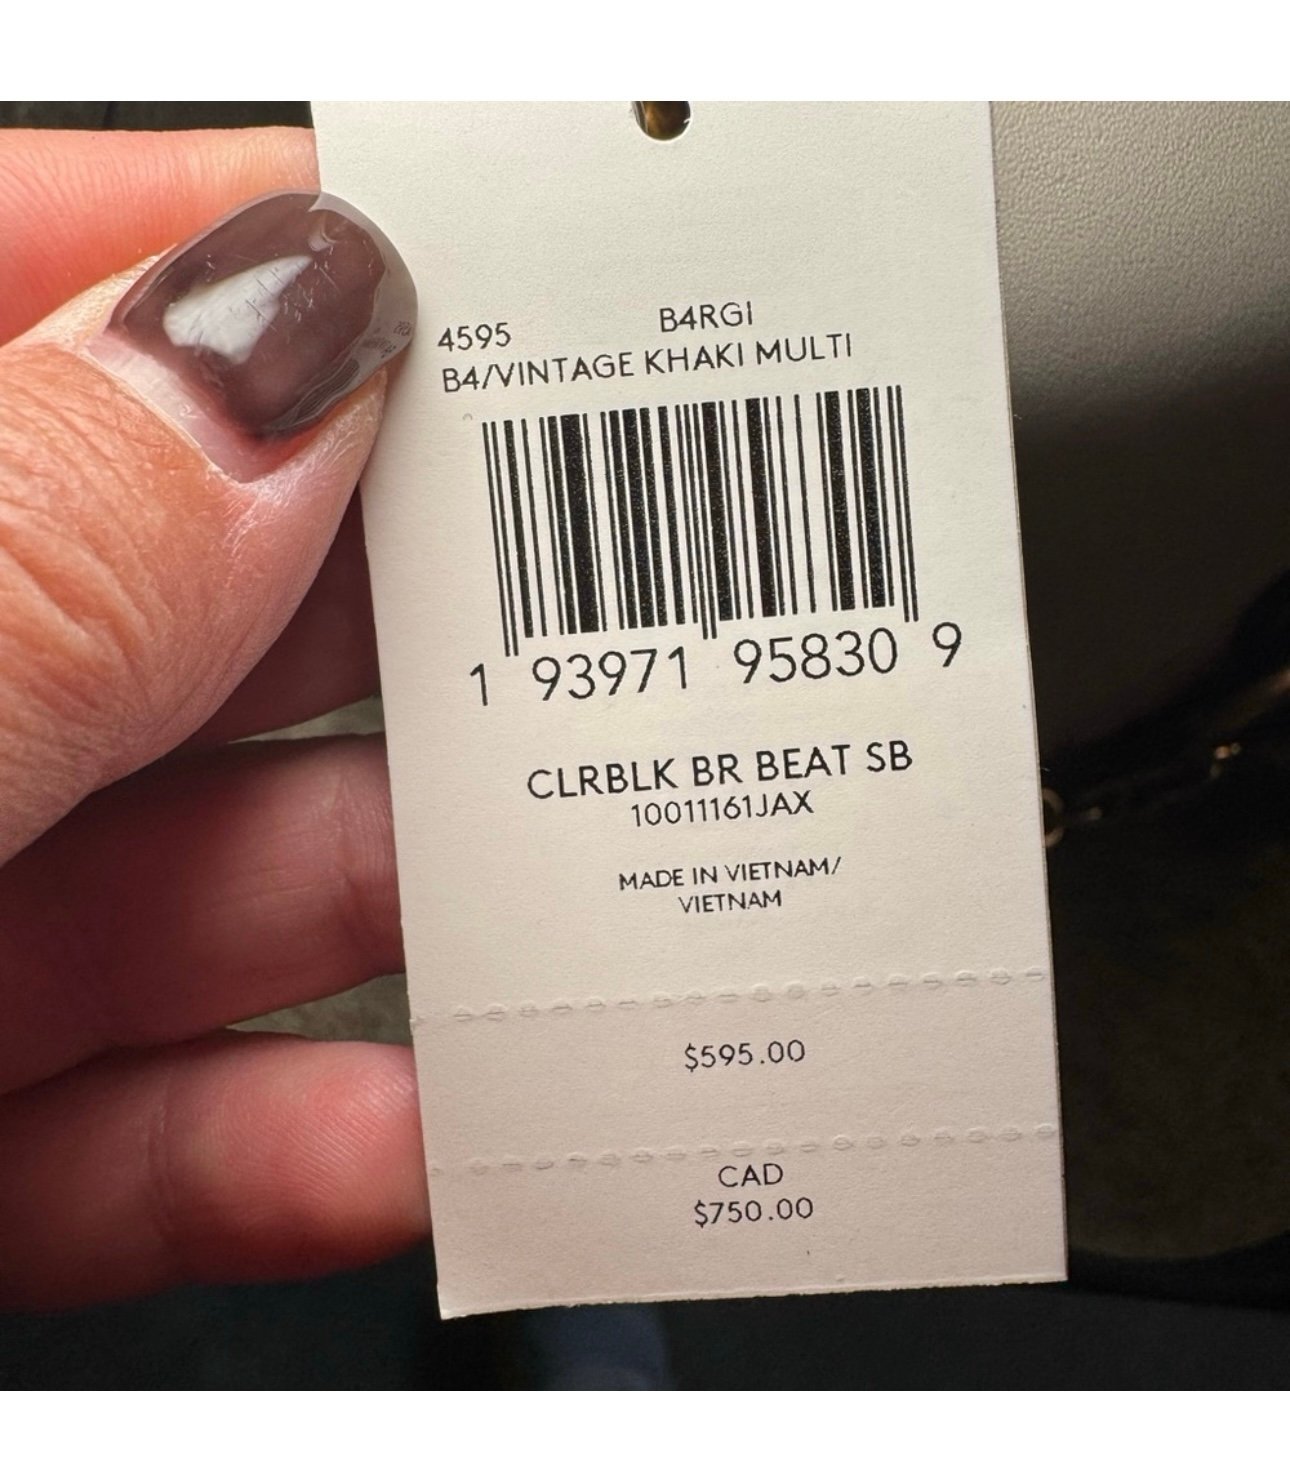 4595 B4RGI
B4/VINTAGE KHAKI MULTI
1 93971 95830 9
CLRBLK BR BEAT SB
10011161JAX
MADE IN VIETNAM/
VIETNAM
$595.00
CAD
$750.00